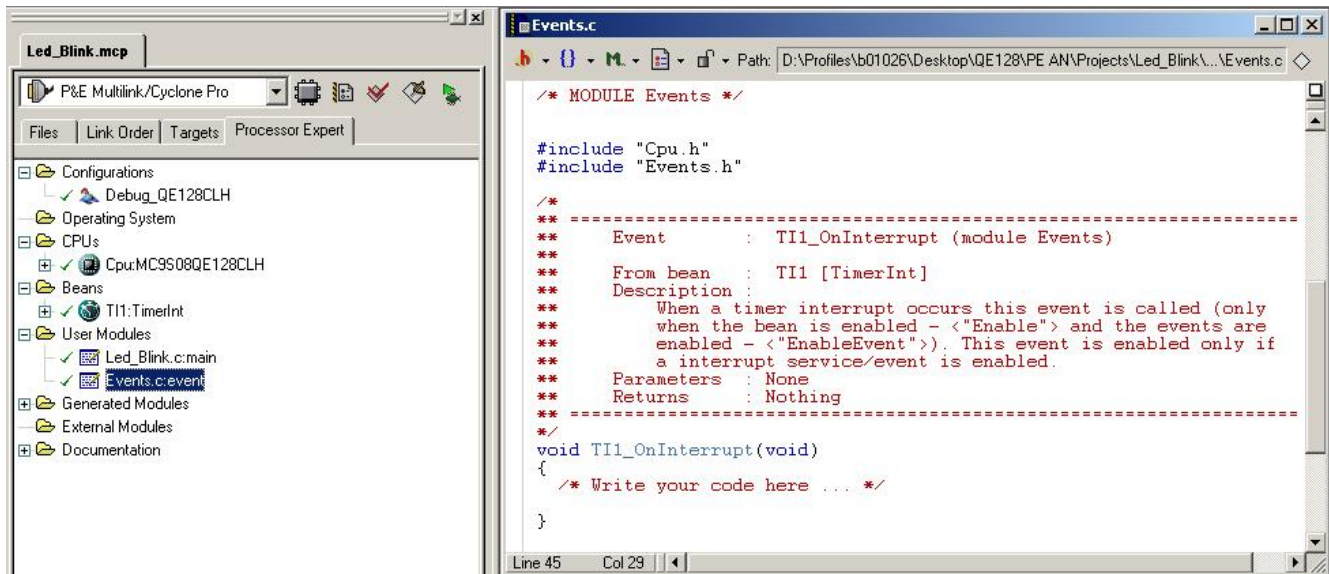 Led_Blink.mcp
P&E Multilink/Cyclone Pro
Files
Link Order
Targets
Processor Expert
Configurations
Debug_QE128CLH
Operating System
CPUs
Cpu:MC9S08QE128CLH
Beans
TI1:TimerInt
User Modules
Led_Blink.c:main
Events.c:event
Generated Modules
External Modules
Documentation
Events.c
.h {} M. Path: D:\Profiles\b01026\Desktop\QE128\PE AN\Projects\Led_Blink\...\Events.c
/* MODULE Events */
#include "Cpu.h"
#include "Events.h"
/*
** ===================================================================
**     Event       :  TI1_OnInterrupt (module Events)
**
**     From bean   :  TI1 [TimerInt]
**     Description :
**         When a timer interrupt occurs this event is called (only
**         when the bean is enabled - <"Enable"> and the events are
**         enabled - <"EnableEvent">). This event is enabled only if
**         a interrupt service/event is enabled.
**     Parameters  : None
**     Returns     : Nothing
** ===================================================================
*/
void TI1_OnInterrupt(void)
{
/* Write your code here ... */
}
Line 45 Col 29